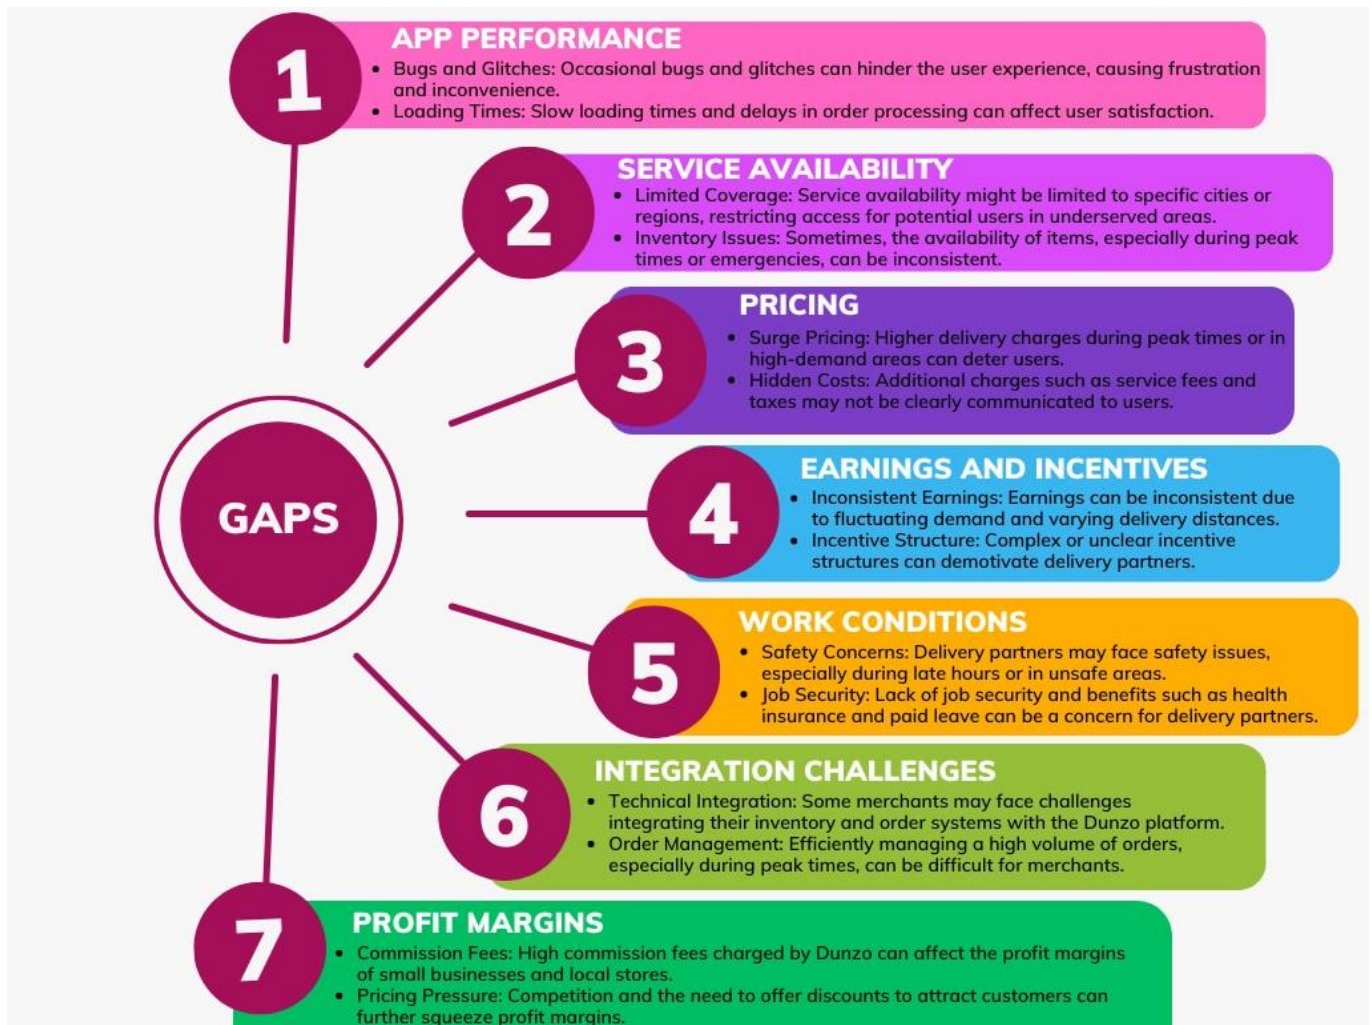 1
APP PERFORMANCE
• Bugs and Glitches: Occasional bugs and glitches can hinder the user experience, causing frustration
and inconvenience.
• Loading Times: Slow loading times and delays in order processing can affect user satisfaction.
2
SERVICE AVAILABILITY
• Limited Coverage: Service availability might be limited to specific cities or
regions, restricting access for potential users in underserved areas.
• Inventory Issues: Sometimes, the availability of items, especially during peak
times or emergencies, can be inconsistent.
3
PRICING
• Surge Pricing: Higher delivery charges during peak times or in
high-demand areas can deter users.
• Hidden Costs: Additional charges such as service fees and
taxes may not be clearly communicated to users.
GAPS
4
EARNINGS AND INCENTIVES
• Inconsistent Earnings: Earnings can be inconsistent due
to fluctuating demand and varying delivery distances.
• Incentive Structure: Complex or unclear incentive
structures can demotivate delivery partners.
5
WORK CONDITIONS
• Safety Concerns: Delivery partners may face safety issues,
especially during late hours or in unsafe areas.
• Job Security: Lack of job security and benefits such as health
insurance and paid leave can be a concern for delivery partners.
6
INTEGRATION CHALLENGES
• Technical Integration: Some merchants may face challenges
integrating their inventory and order systems with the Dunzo platform.
• Order Management: Efficiently managing a high volume of orders,
especially during peak times, can be difficult for merchants.
7
PROFIT MARGINS
• Commission Fees: High commission fees charged by Dunzo can affect the profit margins
of small businesses and local stores.
• Pricing Pressure: Competition and the need to offer discounts to attract customers can
further squeeze profit margins.